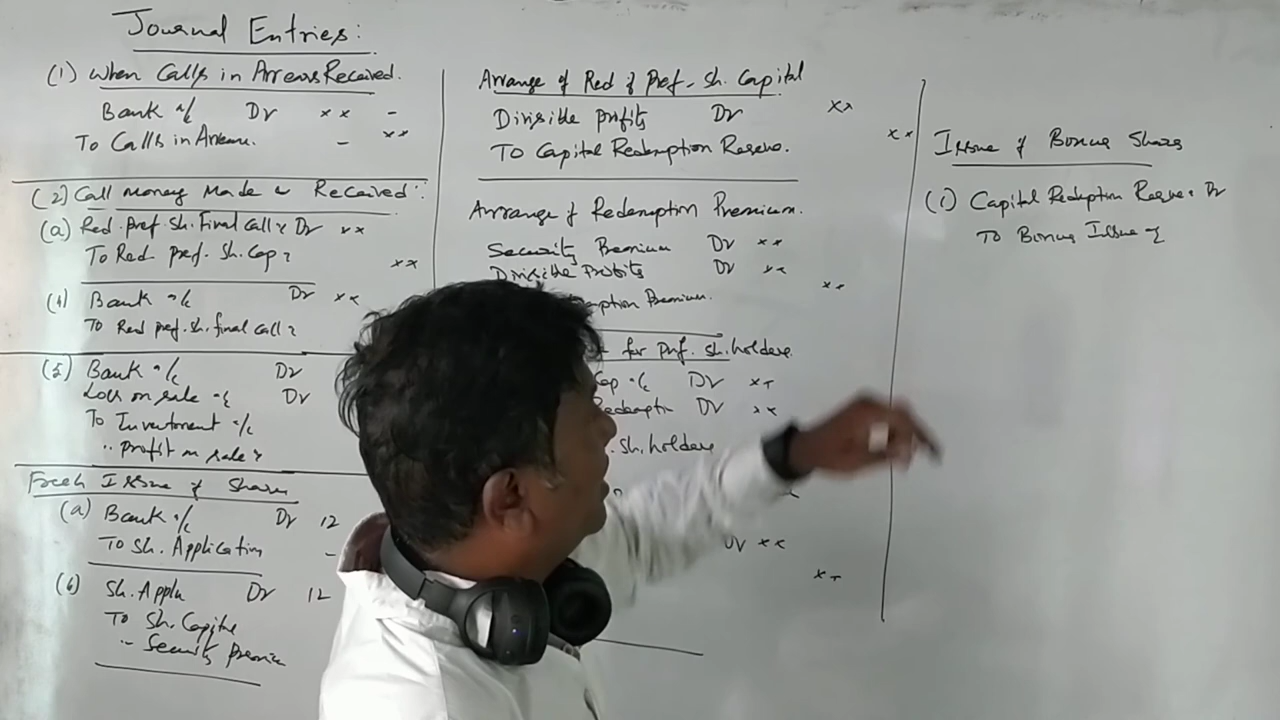 Journal Entries:
(1) When Calls in Arrears Received.
Bank a/c Dr x x -
To Calls in Arrears. - xx
(2) Call money Made & Received:
(a) Red. Pref. Sh. Final Call Dr xx
To Red. pref. Sh. Cap xx
(4) Bank a/c Dr xx
To Red pref. sh. final call
(5) Bank a/c Dr
Loss on sale a/c Dr
To Investment a/c
" Profit on sale
Fresh Issue of Shares
(a) Bank a/c Dr 12
To Sh. Application -
(6) Sh. Appln Dr 12
To Sh. Capital
" Security premium
Arrange of Red of Pref. Sh. Capital
Divisible profits Dr xx
To Capital Redemption Reserve. xx
Arrange of Redemption Premium.
Security Premium Dr xx
Divisible Profits Dr xx
ption Premium. xx
for pref. sh. holders.
Cap a/c Dr xx
Redemptin Dr xx
. sh. holders
Dr xx
xx
Issue of Bonus Shares
(1) Capital Redemption Reserve Dr
To Bonus Issue